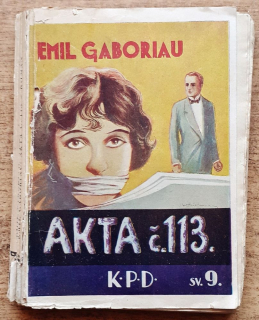 EMIL GABORIAU
AKTA č.113.
K·P·D· sv. 9.